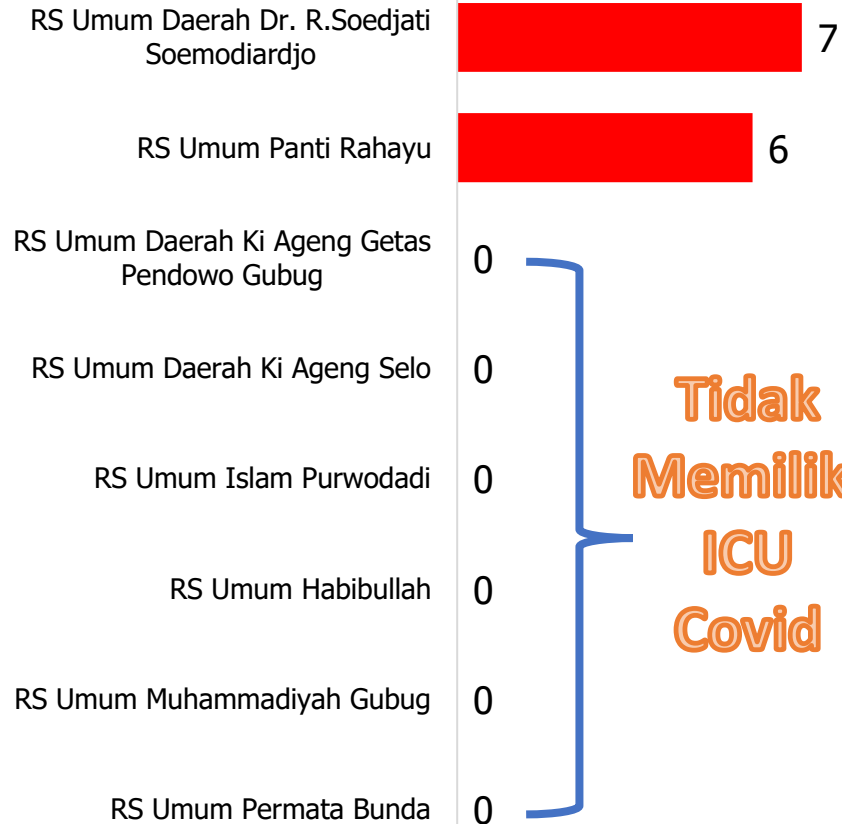 RS Umum Daerah Dr. R.Soedjati
Soemodiardjo
7
RS Umum Panti Rahayu
6
RS Umum Daerah Ki Ageng Getas
Pendowo Gubug
0
RS Umum Daerah Ki Ageng Selo
0
RS Umum Islam Purwodadi
0
RS Umum Habibullah
0
RS Umum Muhammadiyah Gubug
0
RS Umum Permata Bunda
0
Tidak
Memilik
ICU
Covid